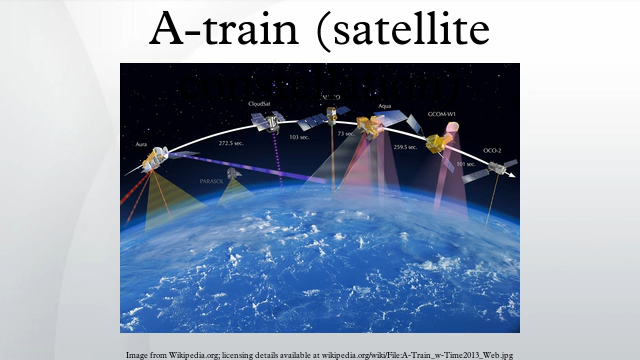 A-train (satellite
constellation)
CloudSat
Aqua
GCOM-W1
Aura
272.5 sec.
103 sec.
73 sec.
259.5 sec.
101 sec.
OCO-2
PARASOL
Image from Wikipedia.org; licensing details available at wikipedia.org/wiki/File:A-Train_w-Time2013_Web.jpg